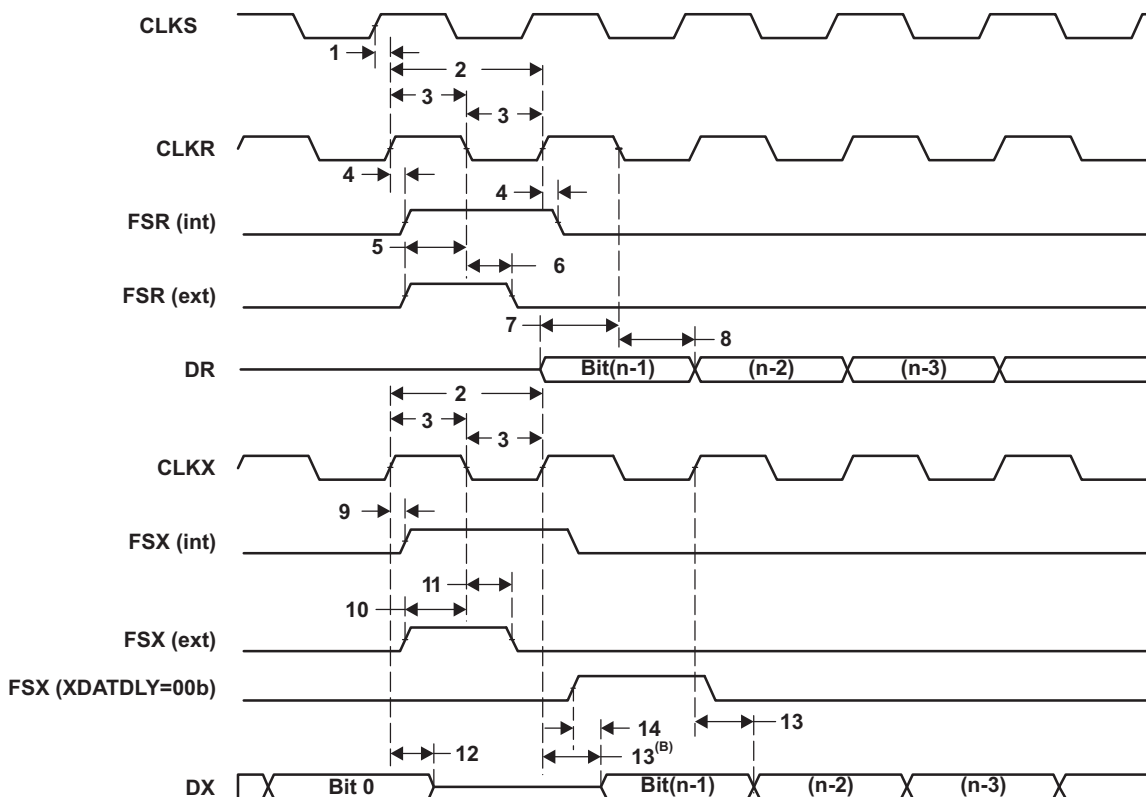 CLKS
1
2
3
3
CLKR
4
4
FSR (int)
5
6
FSR (ext)
7
8
DR Bit(n-1) (n-2) (n-3)
2
3
3
CLKX
9
FSX (int)
11
10
FSX (ext)
FSX (XDATDLY=00b)
14 13
12 13(B)
DX Bit 0 Bit(n-1) (n-2) (n-3)